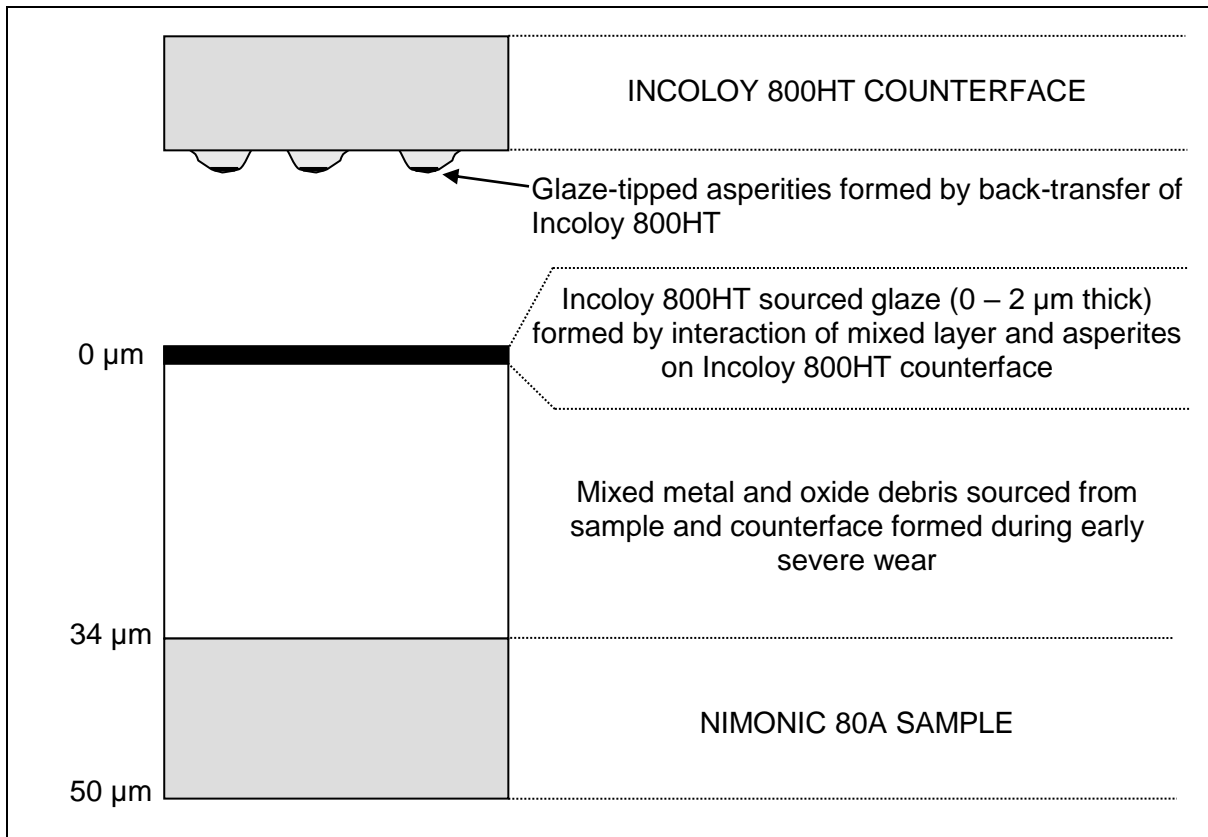 INCOLOY 800HT COUNTERFACE
Glaze-tipped asperities formed by back-transfer of
Incoloy 800HT
Incoloy 800HT sourced glaze (0 – 2 µm thick)
formed by interaction of mixed layer and asperites
on Incoloy 800HT counterface
0 µm
Mixed metal and oxide debris sourced from
sample and counterface formed during early
severe wear
34 µm
NIMONIC 80A SAMPLE
50 µm